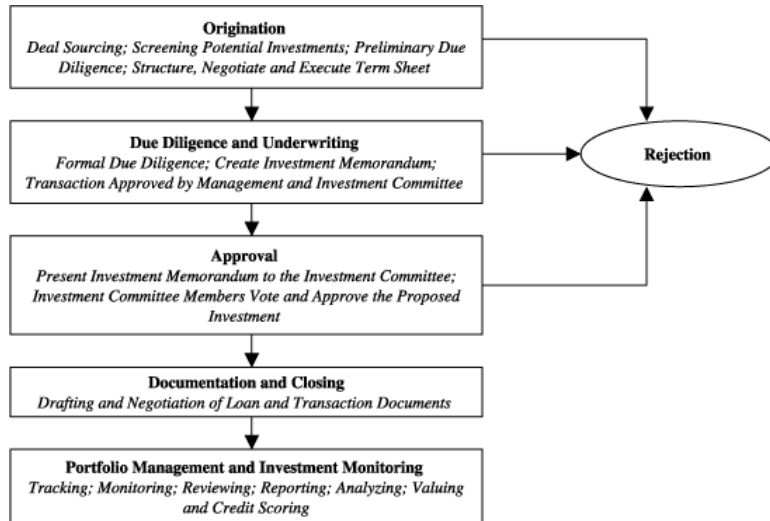 Origination
Deal Sourcing; Screening Potential Investments; Preliminary Due
Diligence; Structure, Negotiate and Execute Term Sheet
Due Diligence and Underwriting
Formal Due Diligence; Create Investment Memorandum;
Transaction Approved by Management and Investment Committee
Rejection
Approval
Present Investment Memorandum to the Investment Committee;
Investment Committee Members Vote and Approve the Proposed
Investment
Documentation and Closing
Drafting and Negotiation of Loan and Transaction Documents
Portfolio Management and Investment Monitoring
Tracking; Monitoring; Reviewing; Reporting; Analyzing; Valuing
and Credit Scoring